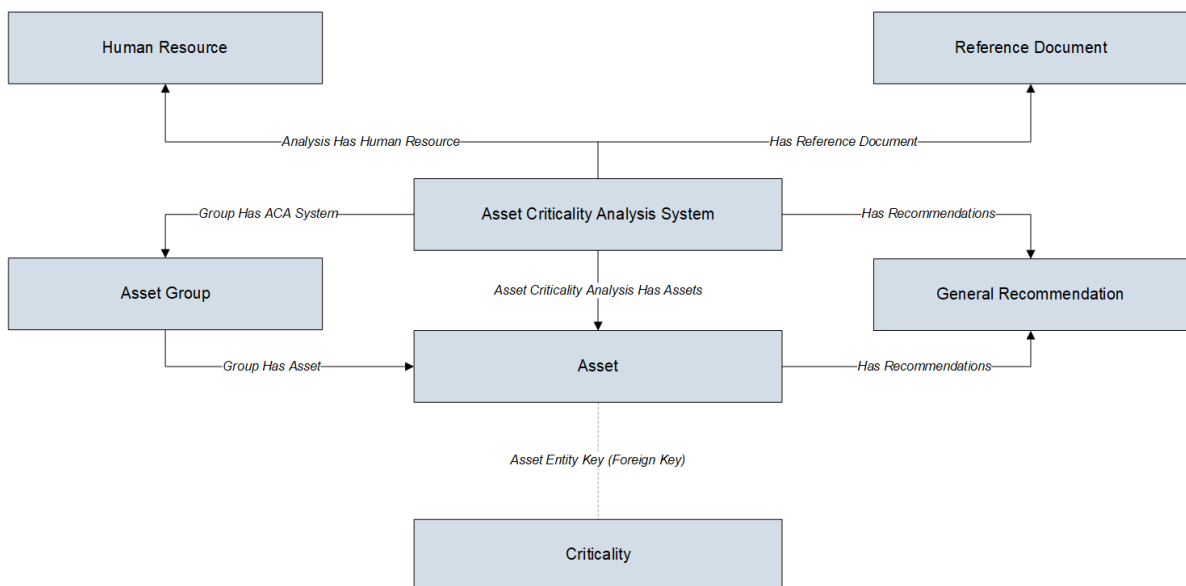 Human Resource
Reference Document
Analysis Has Human Resource
Has Reference Document
Asset Criticality Analysis System
Group Has ACA System
Has Recommendations
Asset Group
Asset Criticality Analysis Has Assets
General Recommendation
Group Has Asset
Asset
Has Recommendations
Asset Entity Key (Foreign Key)
Criticality